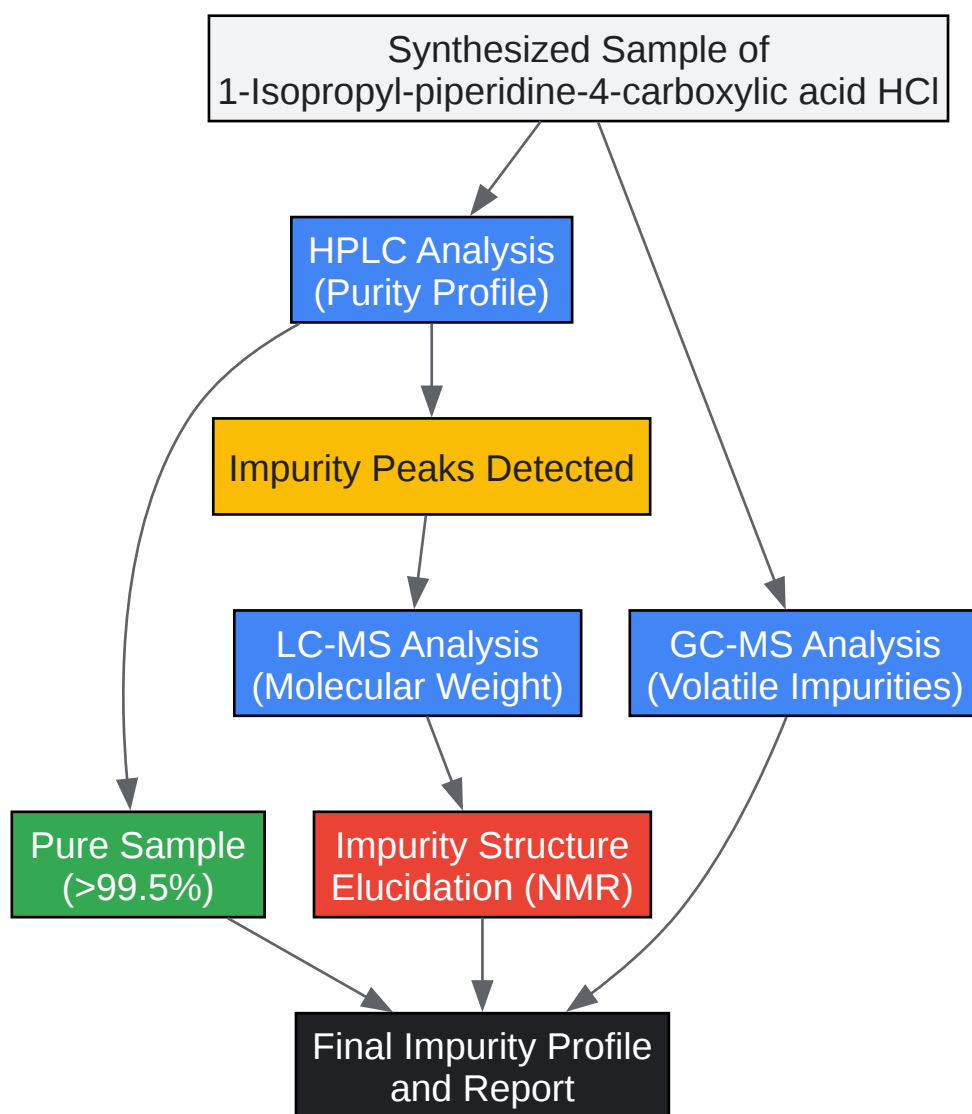 Synthesized Sample of
1-Isopropyl-piperidine-4-carboxylic acid HCl
HPLC Analysis
(Purity Profile)
Impurity Peaks Detected
LC-MS Analysis
(Molecular Weight)
GC-MS Analysis
(Volatile Impurities)
Pure Sample
(>99.5%)
Impurity Structure
Elucidation (NMR)
Final Impurity Profile
and Report